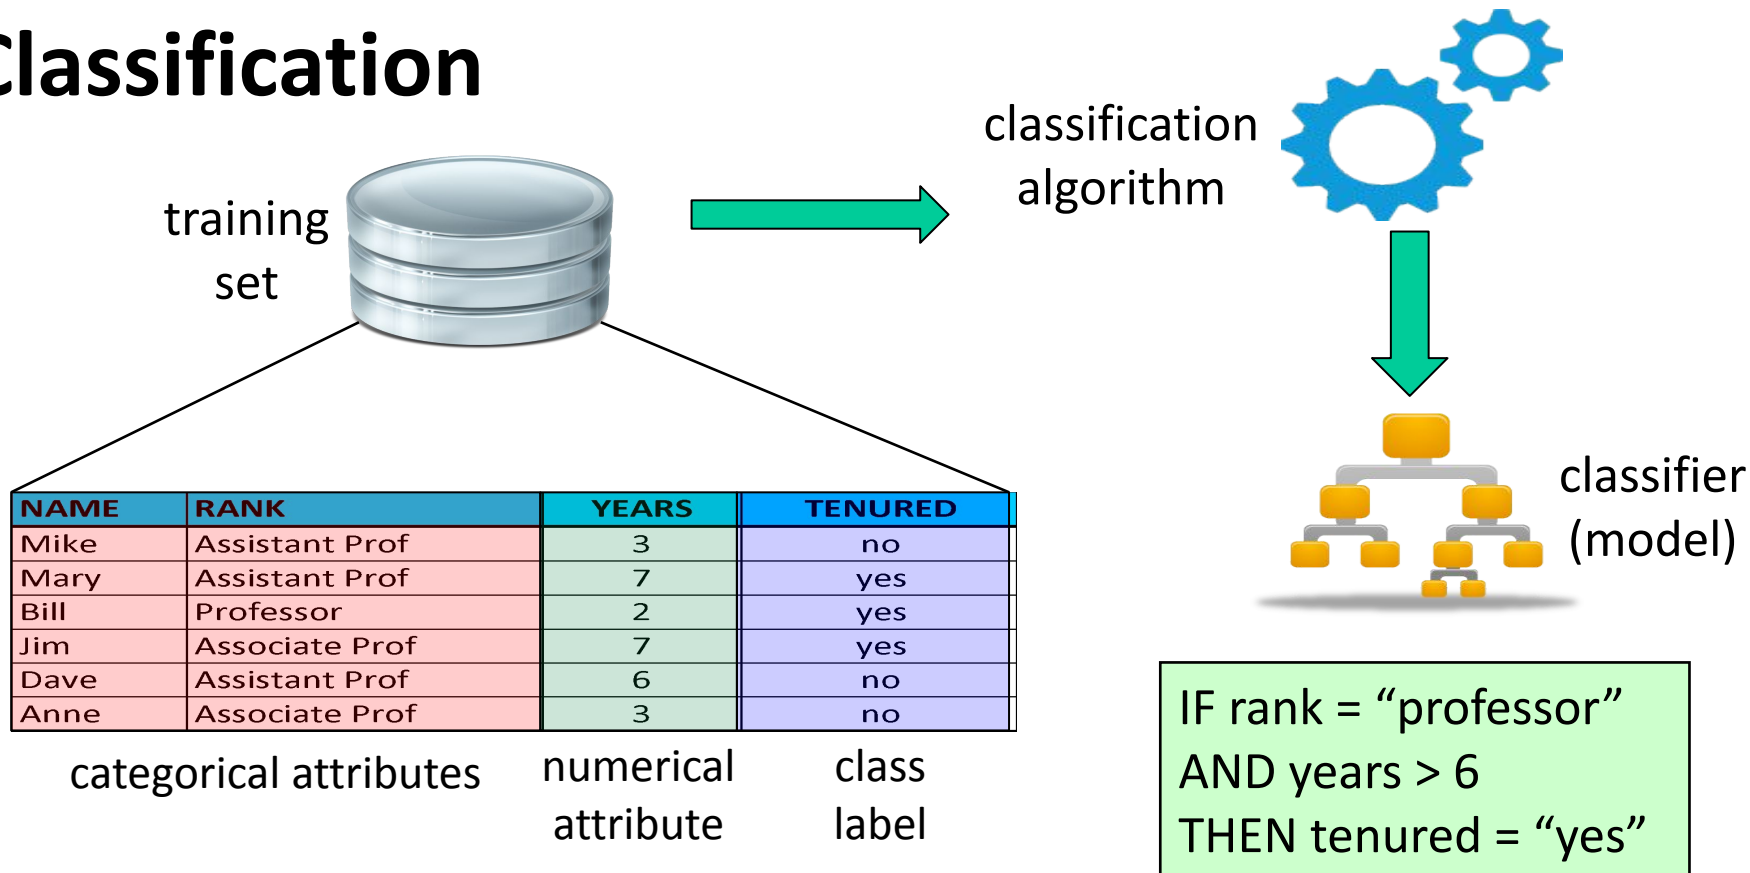 Classification
training
set
classification
algorithm
classifier
(model)
NAME RANK YEARS TENURED
Mike Assistant Prof 3 no
Mary Assistant Prof 7 yes
Bill Professor 2 yes
Jim Associate Prof 7 yes
Dave Assistant Prof 6 no
Anne Associate Prof 3 no
categorical attributes
numerical
attribute
class
label
IF rank = “professor”
AND years > 6
THEN tenured = “yes”